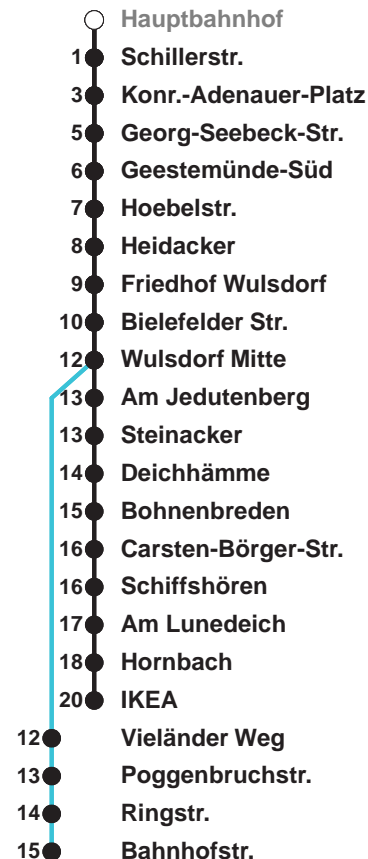 Hauptbahnhof
1 Schillerstr.
3 Konr.-Adenauer-Platz
5 Georg-Seebeck-Str.
6 Geestemünde-Süd
7 Hoebelstr.
8 Heidacker
9 Friedhof Wulsdorf
10 Bielefelder Str.
12 Wulsdorf Mitte
13 Am Jedutenberg
13 Steinacker
14 Deichhämme
15 Bohnenbreden
16 Carsten-Börger-Str.
16 Schiffshören
17 Am Lunedeich
18 Hornbach
20 IKEA
12 Vieländer Weg
13 Poggenbruchstr.
14 Ringstr.
15 Bahnhofstr.